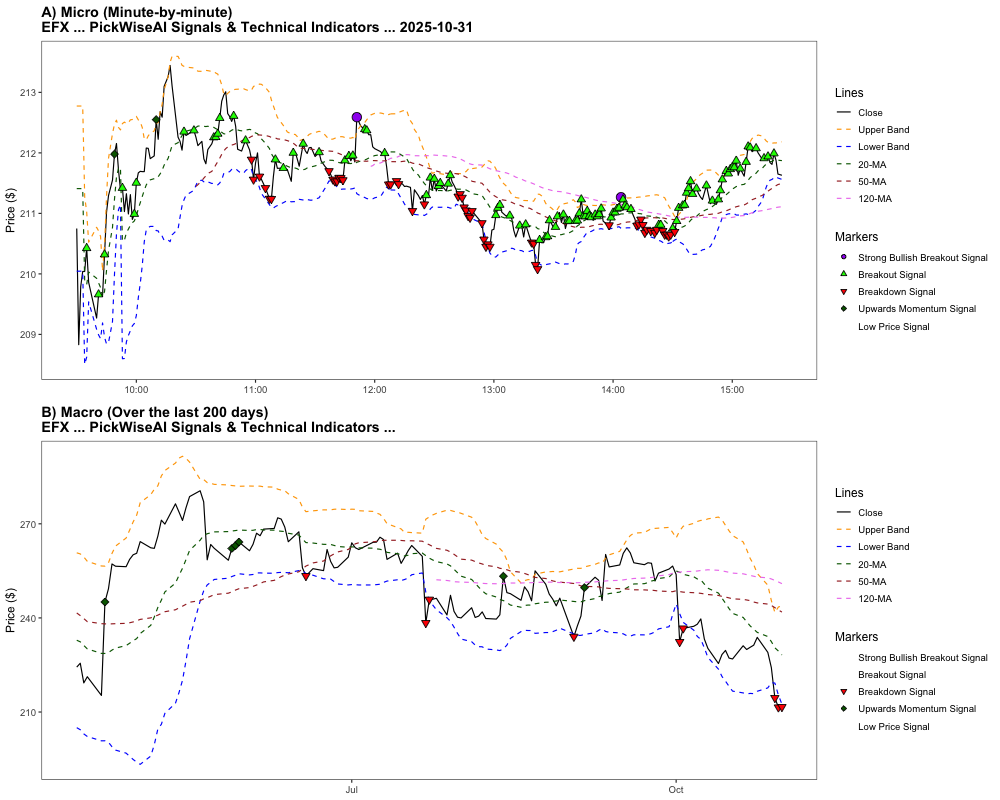 A) Micro (Minute-by-minute)
EFX ... PickWiseAI Signals & Technical Indicators ... 2025-10-31
Price ($)
213
212
211
210
209
10:00
11:00
12:00
13:00
14:00
15:00
Lines
Close
Upper Band
Lower Band
20-MA
50-MA
120-MA
Markers
Strong Bullish Breakout Signal
Breakout Signal
Breakdown Signal
Upwards Momentum Signal
Low Price Signal
B) Macro (Over the last 200 days)
EFX ... PickWiseAI Signals & Technical Indicators ...
Price ($)
270
240
210
Jul
Oct
Lines
Close
Upper Band
Lower Band
20-MA
50-MA
120-MA
Markers
Strong Bullish Breakout Signal
Breakout Signal
Breakdown Signal
Upwards Momentum Signal
Low Price Signal